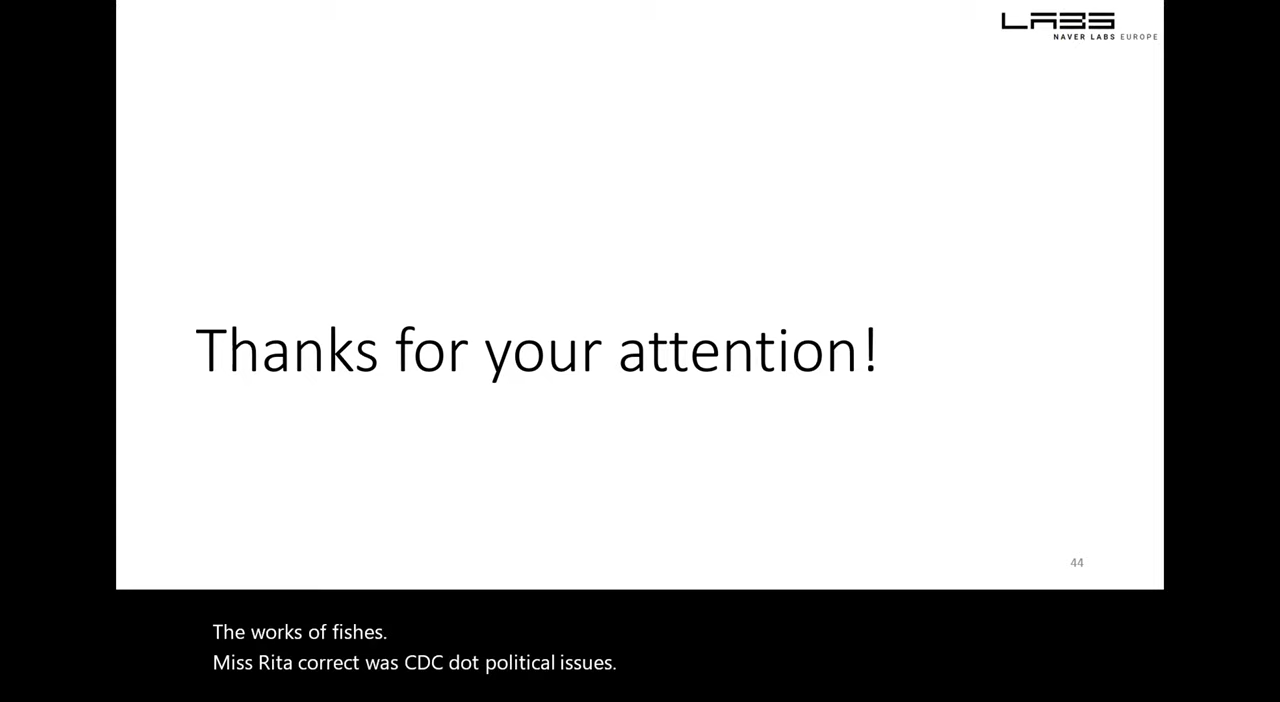 LABS
NAVER LABS EUROPE
Thanks for your attention!
44
The works of fishes.
Miss Rita correct was CDC dot political issues.